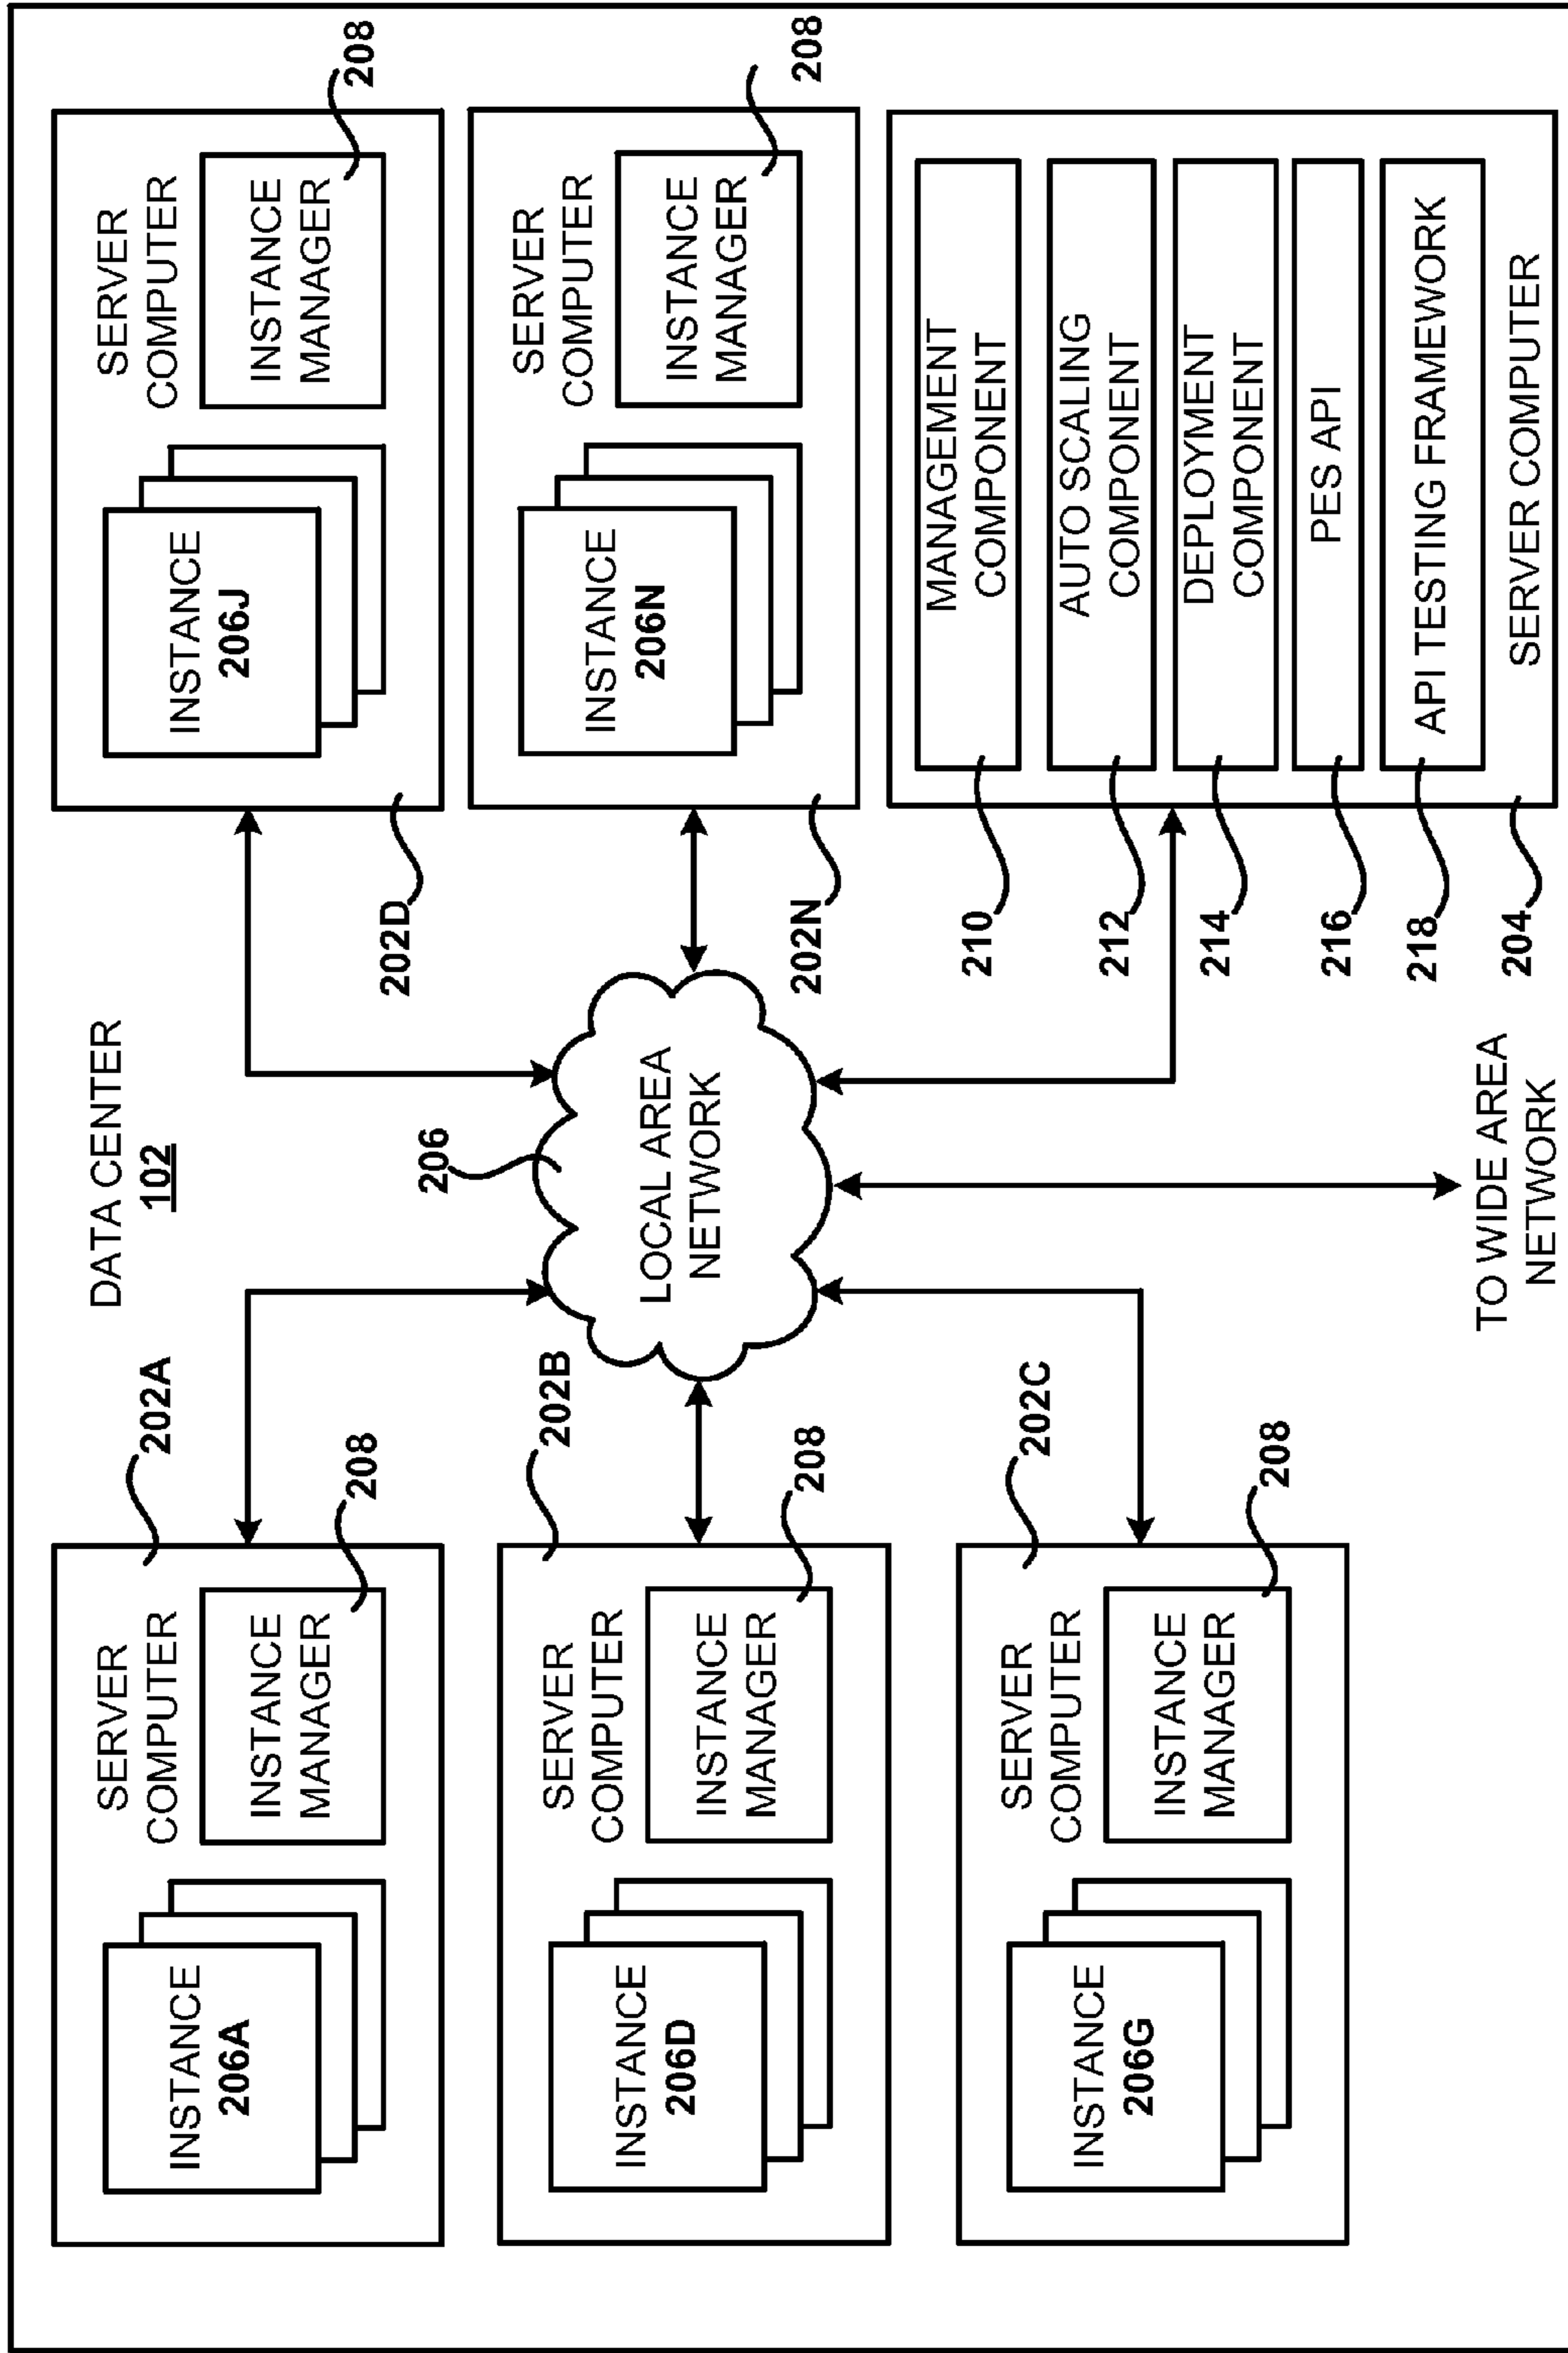 DATA CENTER
102
202A
SERVER
COMPUTER
INSTANCE
206A
INSTANCE
MANAGER
208
202B
SERVER
COMPUTER
INSTANCE
206D
INSTANCE
MANAGER
208
202C
SERVER
COMPUTER
INSTANCE
206G
INSTANCE
MANAGER
208
206
LOCAL AREA
NETWORK
TO WIDE AREA
NETWORK
202D
SERVER
COMPUTER
INSTANCE
206J
INSTANCE
MANAGER
208
202N
SERVER
COMPUTER
INSTANCE
206N
INSTANCE
MANAGER
208
210
MANAGEMENT
COMPONENT
212
AUTO SCALING
COMPONENT
214
DEPLOYMENT
COMPONENT
216
PES API
218
API TESTING FRAMEWORK
204
SERVER COMPUTER